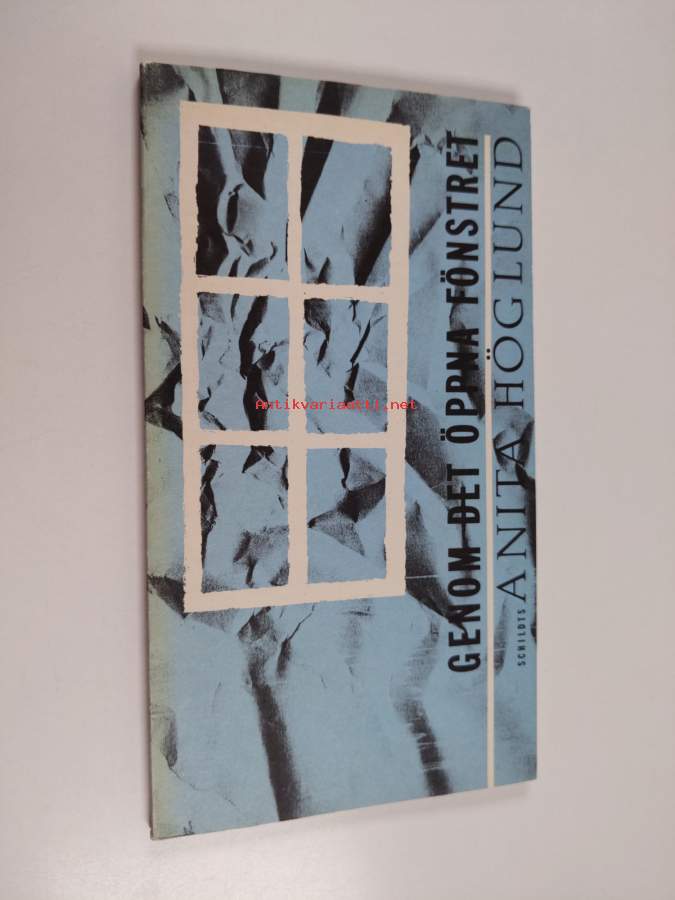 GENOM DET ÖPPNA FÖNSTRET
SCHILDTS ANITA HÖGLUND
Antikvariaatti.net